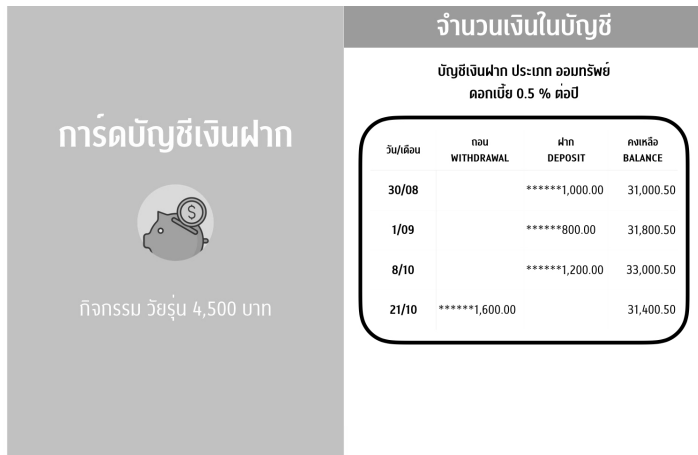 การ์ดบัญชีเงินฝาก
$
กิจกรรม วัยรุ่น 4,500 บาท
จำนวนเงินในบัญชี
บัญชีเงินฝาก ประเภท ออมทรัพย์
ดอกเบี้ย 0.5 % ต่อปี
วัน/เดือน ถอน WITHDRAWAL ฝาก DEPOSIT คงเหลือ BALANCE
30/08 ******1,000.00 31,000.50
1/09 ******800.00 31,800.50
8/10 ******1,200.00 33,000.50
21/10 ******1,600.00 31,400.50